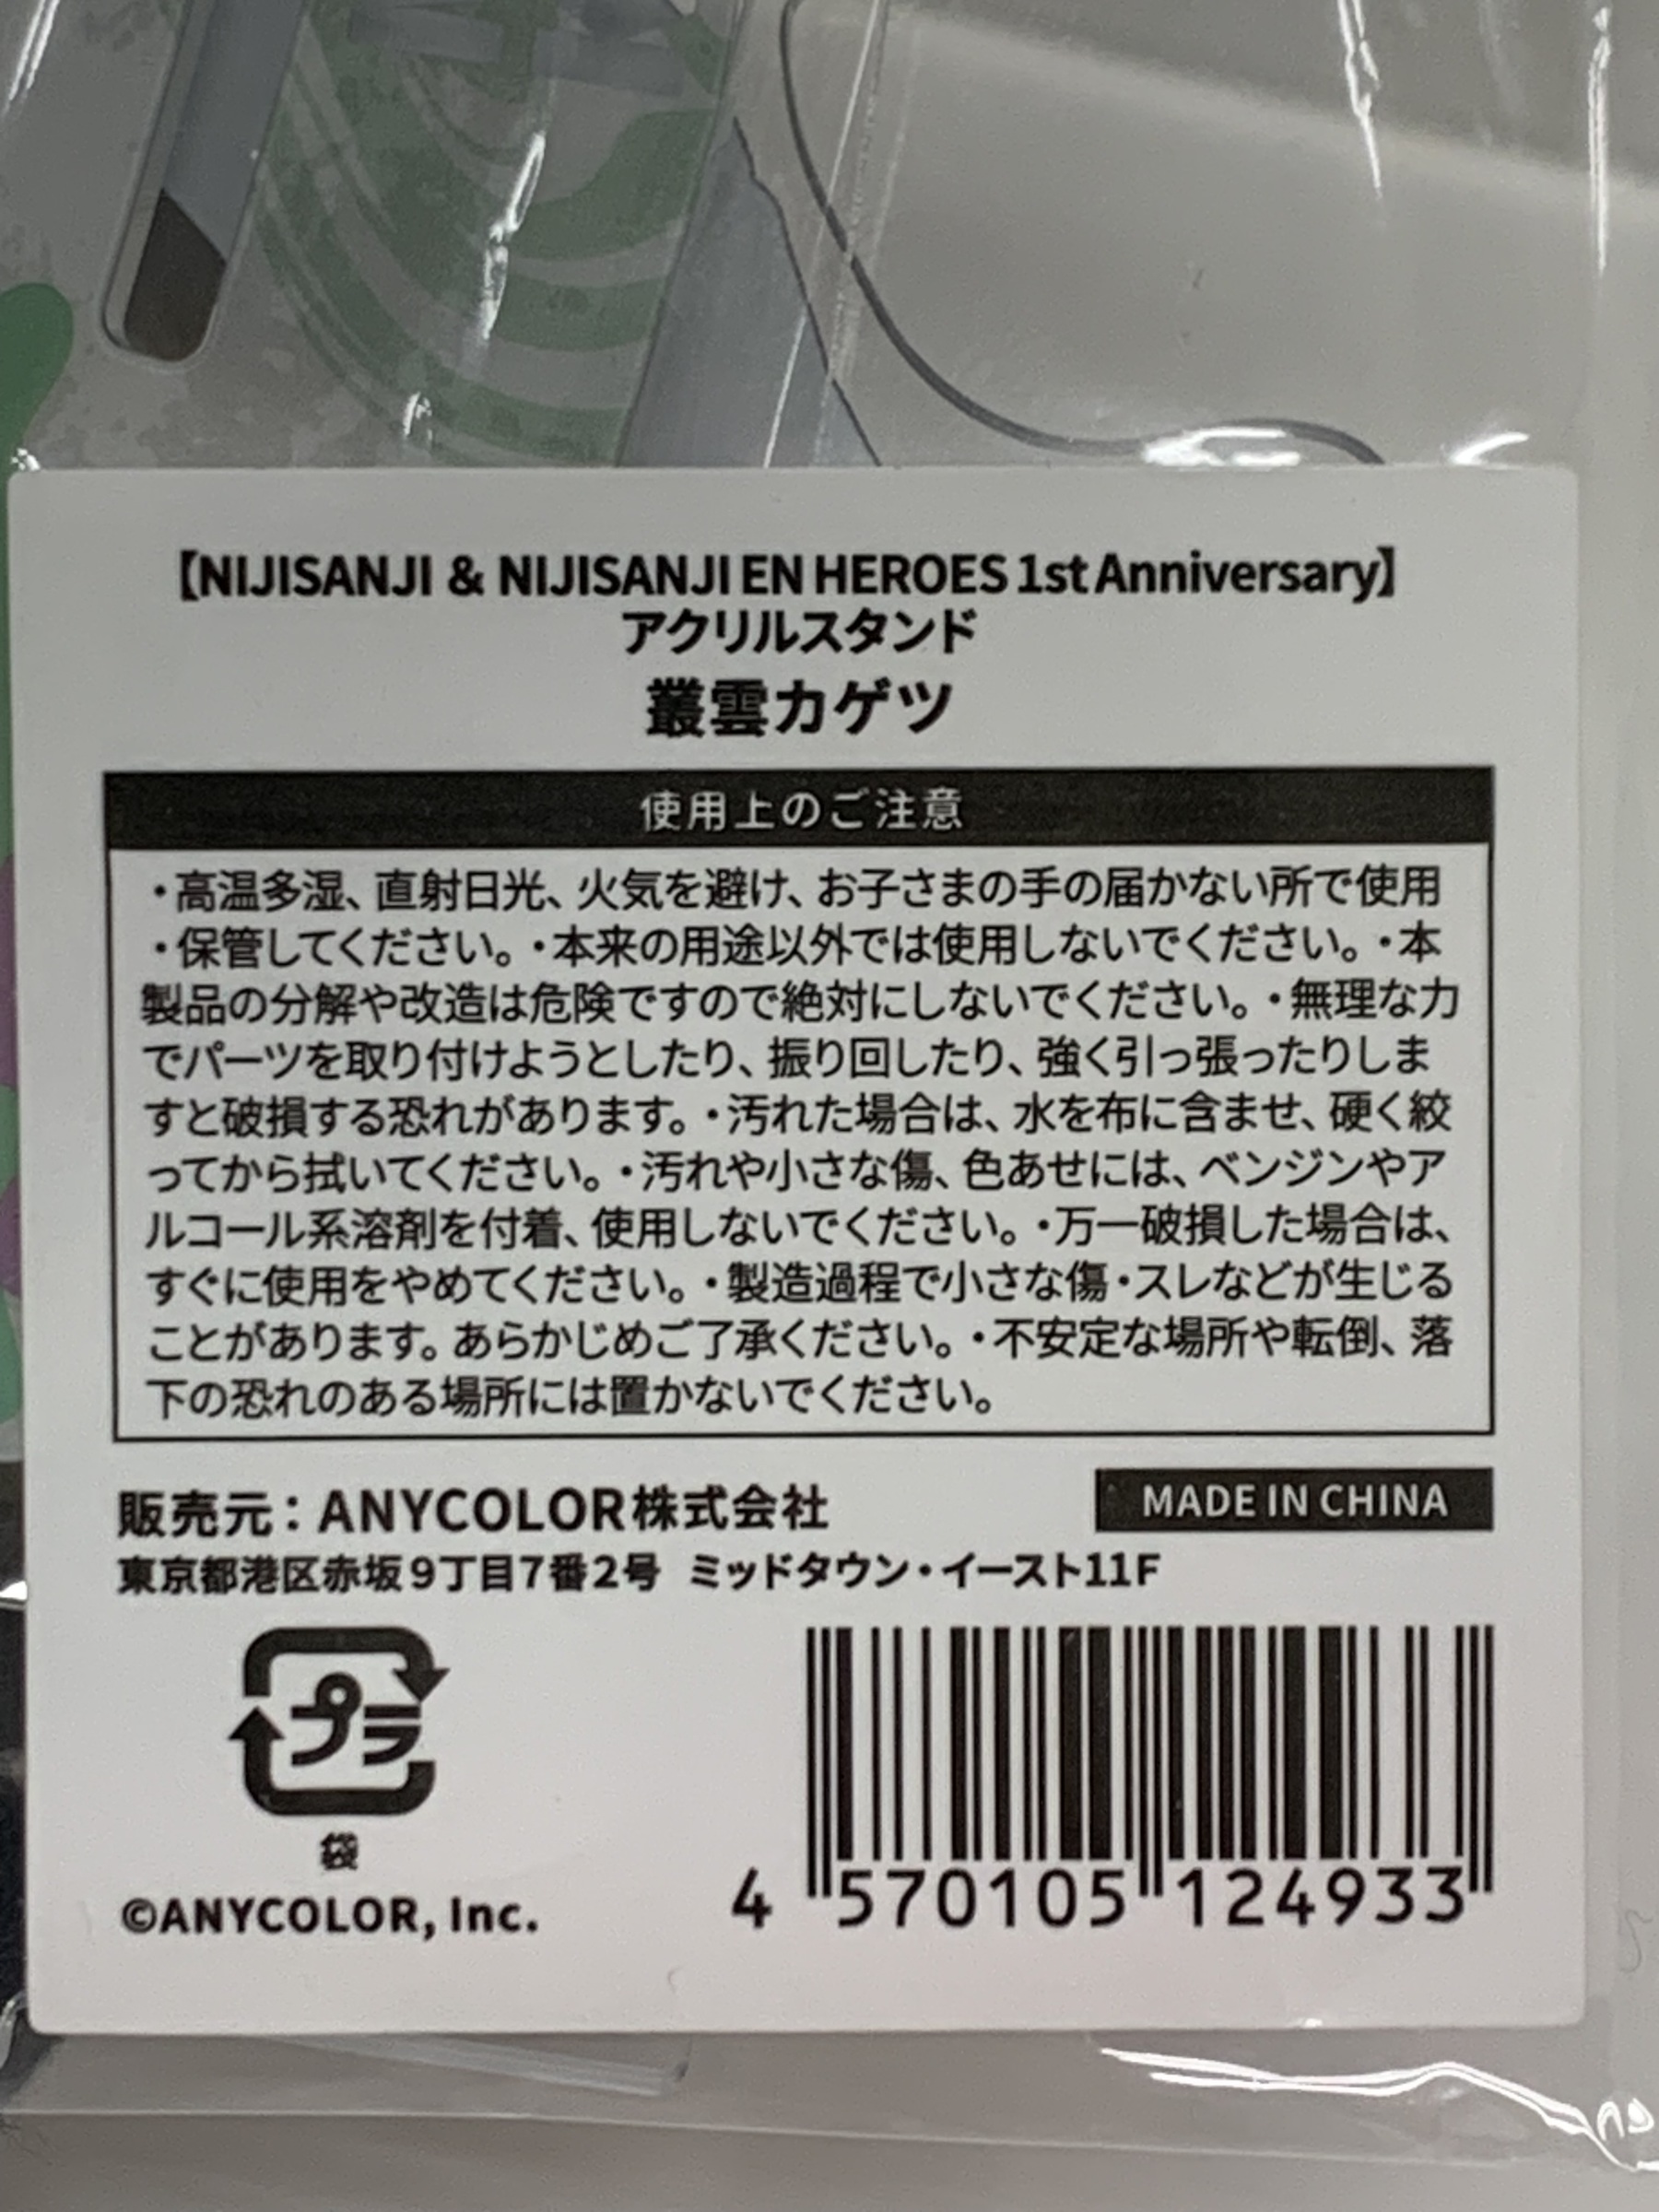 【NIJISANJI & NIJISANJI EN HEROES 1st Anniversary】
アクリルスタンド
叢雲カゲツ
使用上のご注意
・高温多湿、直射日光、火気を避け、お子さまの手の届かない所で使用
・保管してください。・本来の用途以外では使用しないでください。・本
製品の分解や改造は危険ですので絶対にしないでください。・無理な力
でパーツを取り付けようとしたり、振り回したり、強く引っ張ったりしま
すと破損する恐れがあります。・汚れた場合は、水を布に含ませ、硬く絞
ってから拭いてください。・汚れや小さな傷、色あせには、ベンジンやア
ルコール系溶剤を付着、使用しないでください。・万一破損した場合は、
すぐに使用をやめてください。・製造過程で小さな傷・スレなどが生じる
ことがあります。あらかじめご了承ください。・不安定な場所や転倒、落
下の恐れのある場所には置かないでください。
販売元：ANYCOLOR株式会社
MADE IN CHINA
東京都港区赤坂9丁目7番2号 ミッドタウン・イースト11F
プラ
袋
©ANYCOLOR, Inc.
4 570105 124933